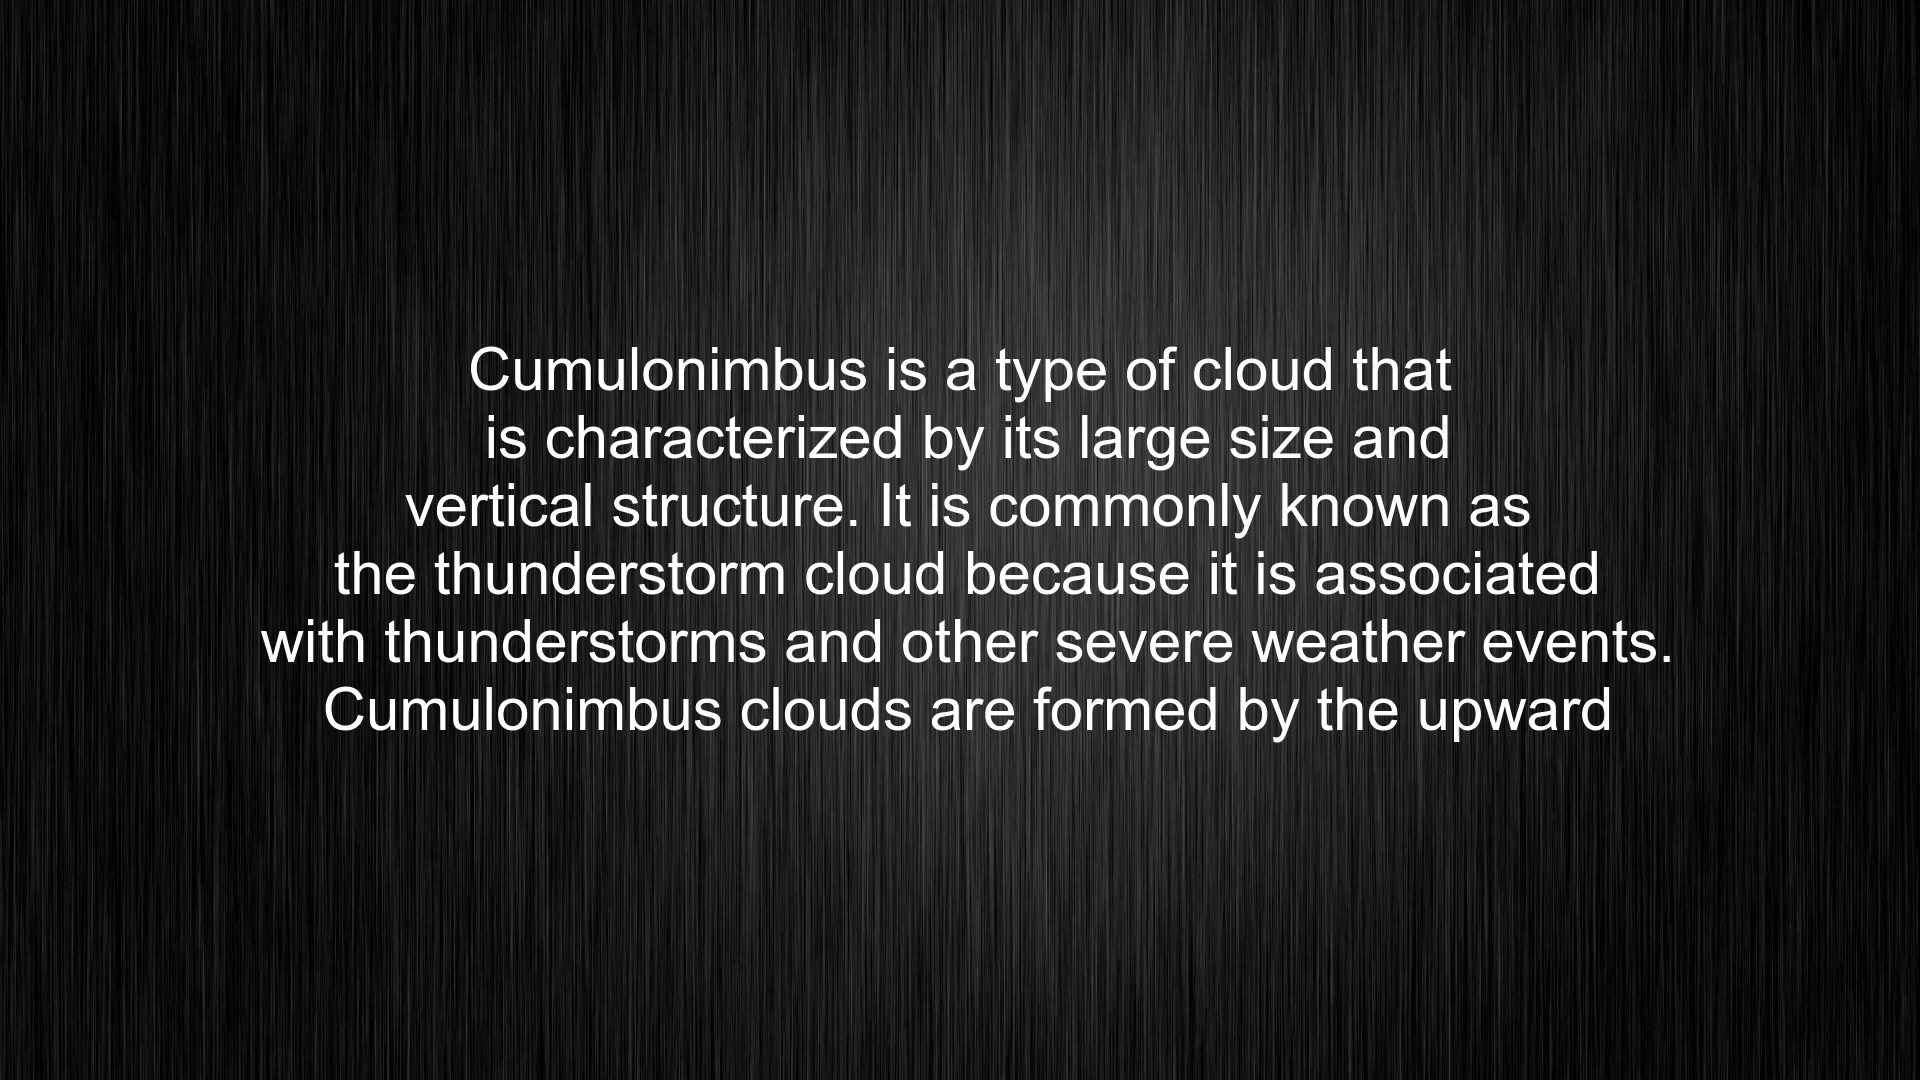 Cumulonimbus is a type of cloud that
is characterized by its large size and
vertical structure. It is commonly known as
the thunderstorm cloud because it is associated
with thunderstorms and other severe weather events.
Cumulonimbus clouds are formed by the upward